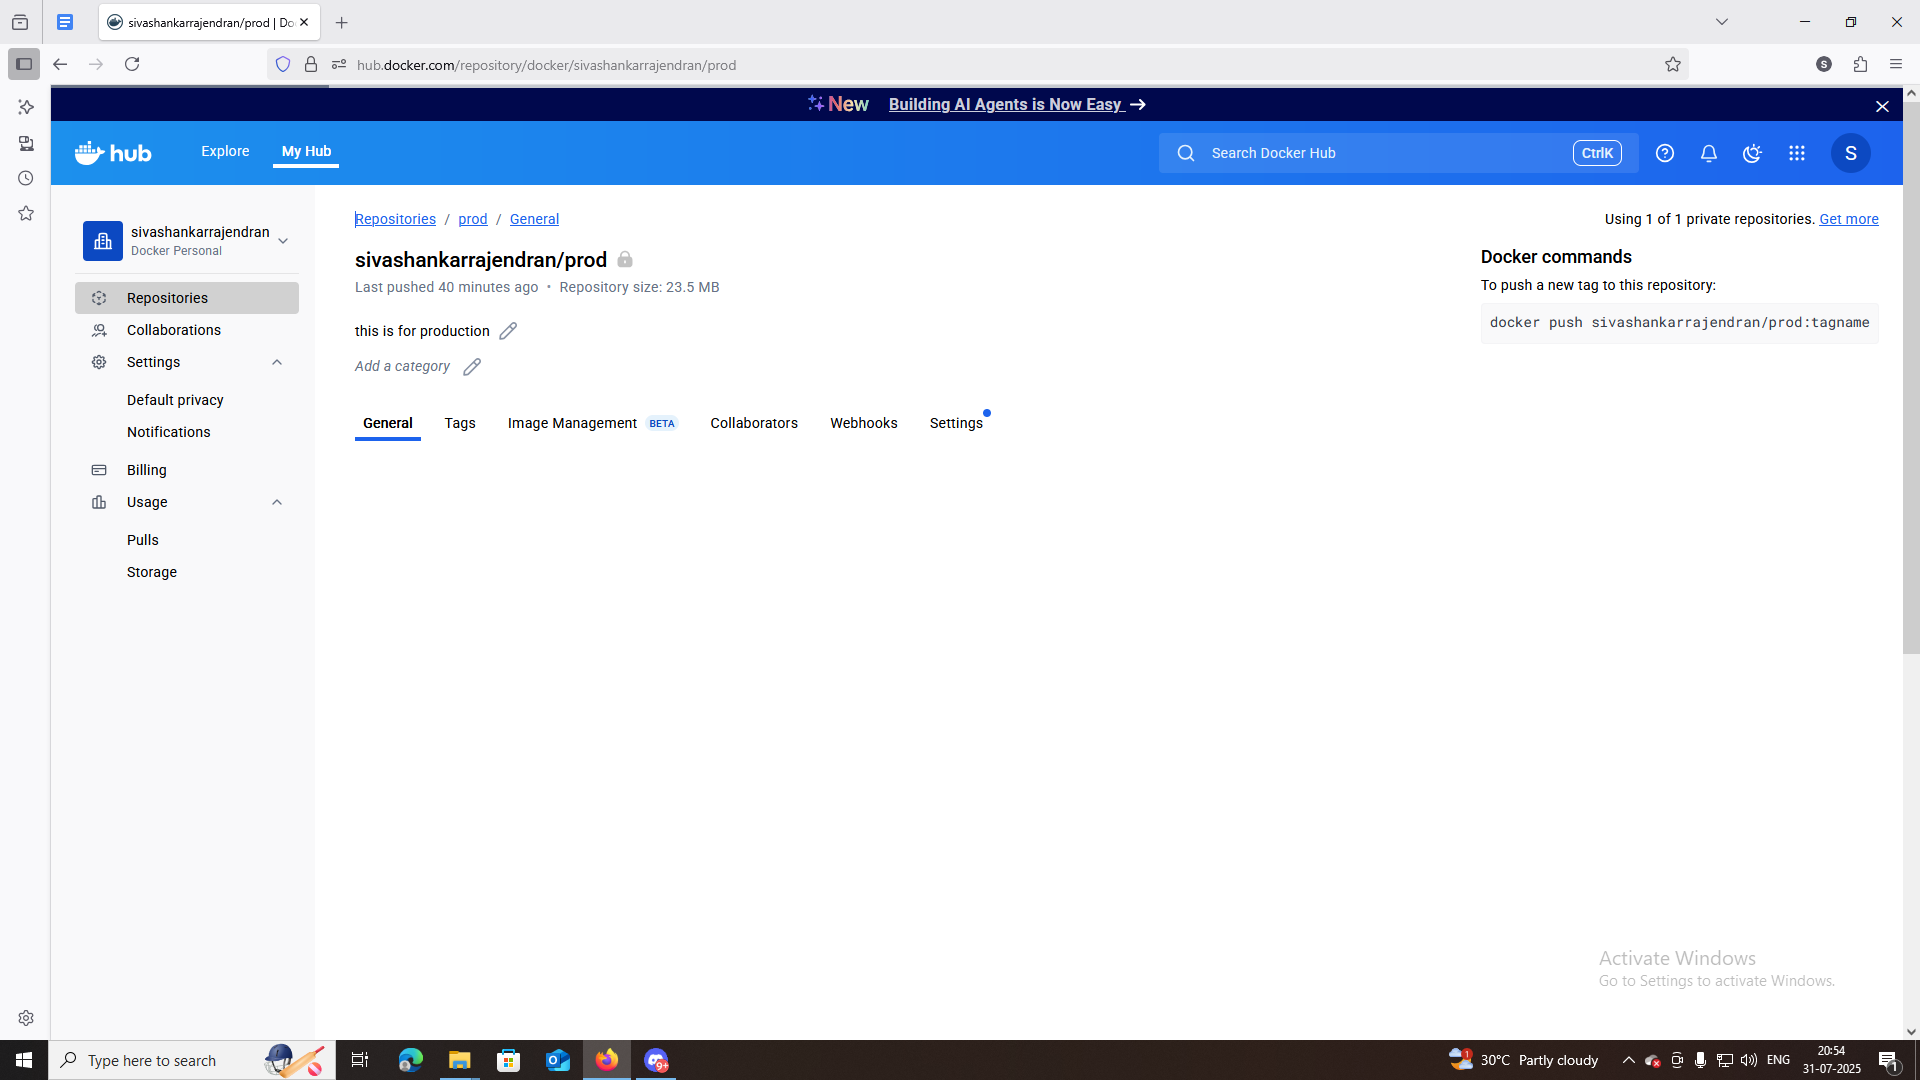 sivashankarrajendran/prod | Do
hub.docker.com/repository/docker/sivashankarrajendran/prod
S
New Building AI Agents is Now Easy →
hub
Explore
My Hub
Search Docker Hub
CtrlK
S
sivashankarrajendran
Docker Personal
Repositories
Collaborations
Settings
Default privacy
Notifications
Billing
Usage
Pulls
Storage
Repositories / prod / General
Using 1 of 1 private repositories. Get more
sivashankarrajendran/prod
Last pushed 40 minutes ago • Repository size: 23.5 MB
this is for production
Add a category
Docker commands
To push a new tag to this repository:
docker push sivashankarrajendran/prod:tagname
General
Tags
Image Management BETA
Collaborators
Webhooks
Settings
Activate Windows
Go to Settings to activate Windows.
Type here to search
9+
1
30°C Partly cloudy
ENG
20:54
31-07-2025
1